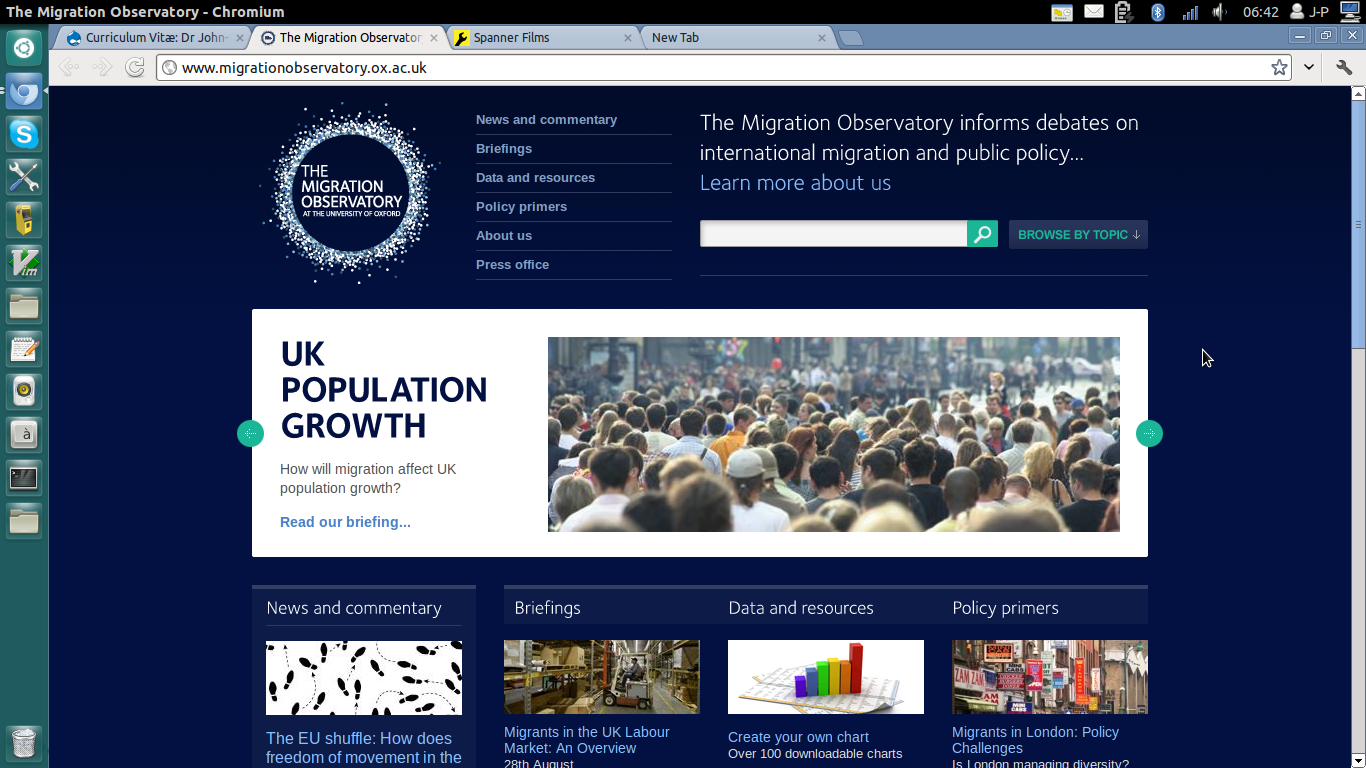 The Migration Observatory - Chromium
06:42
J-P
Curriculum Vitæ: Dr John-
The Migration Observator
Spanner Films
New Tab
www.migrationobservatory.ox.ac.uk
THE
MIGRATION
OBSERVATORY
AT THE UNIVERSITY OF OXFORD
News and commentary
Briefings
Data and resources
Policy primers
About us
Press office
The Migration Observatory informs debates on
international migration and public policy...
Learn more about us
BROWSE BY TOPIC ↓
UK
POPULATION
GROWTH
How will migration affect UK
population growth?
Read our briefing...
News and commentary
Briefings
Data and resources
Policy primers
ZAM ZAM
MINI
CABS
The EU shuffle: How does
freedom of movement in the
Migrants in the UK Labour
Market: An Overview
28th August
Create your own chart
Over 100 downloadable charts
Migrants in London: Policy
Challenges
Is London managing diversity?